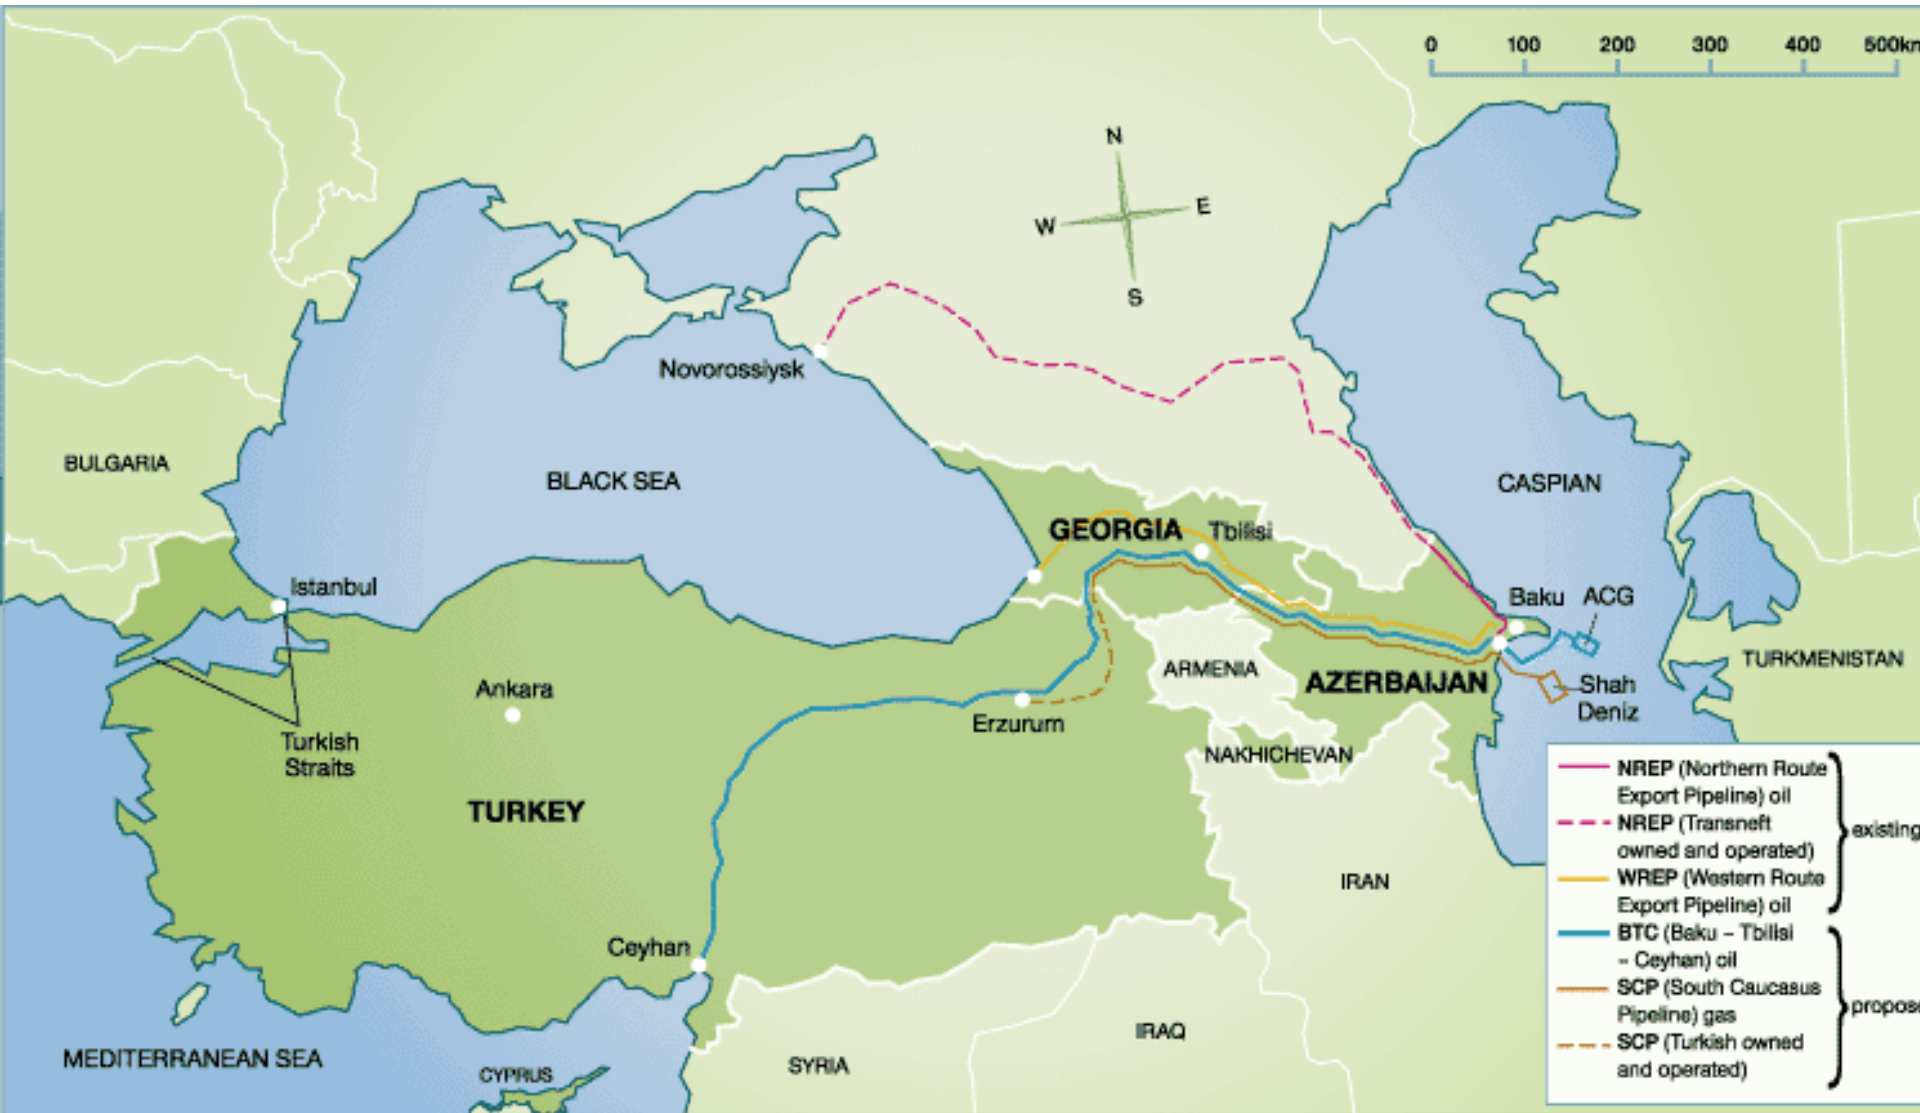 0 100 200 300 400 500km
N
W E
S
Novorossiysk
BULGARIA
BLACK SEA
CASPIAN
GEORGIA
Tbilisi
Istanbul
Baku
ACG
ARMENIA
TURKMENISTAN
AZERBAIJAN
Ankara
Shah
Deniz
Erzurum
Turkish
Straits
NAKHICHEVAN
TURKEY
IRAN
Ceyhan
IRAQ
MEDITERRANEAN SEA
SYRIA
CYPRUS
NREP (Northern Route
Export Pipeline) oil
NREP (Transneft
owned and operated)
existing
WREP (Western Route
Export Pipeline) oil
BTC (Baku – Tbilisi
– Ceyhan) oil
SCP (South Caucasus
Pipeline) gas
propose
SCP (Turkish owned
and operated)